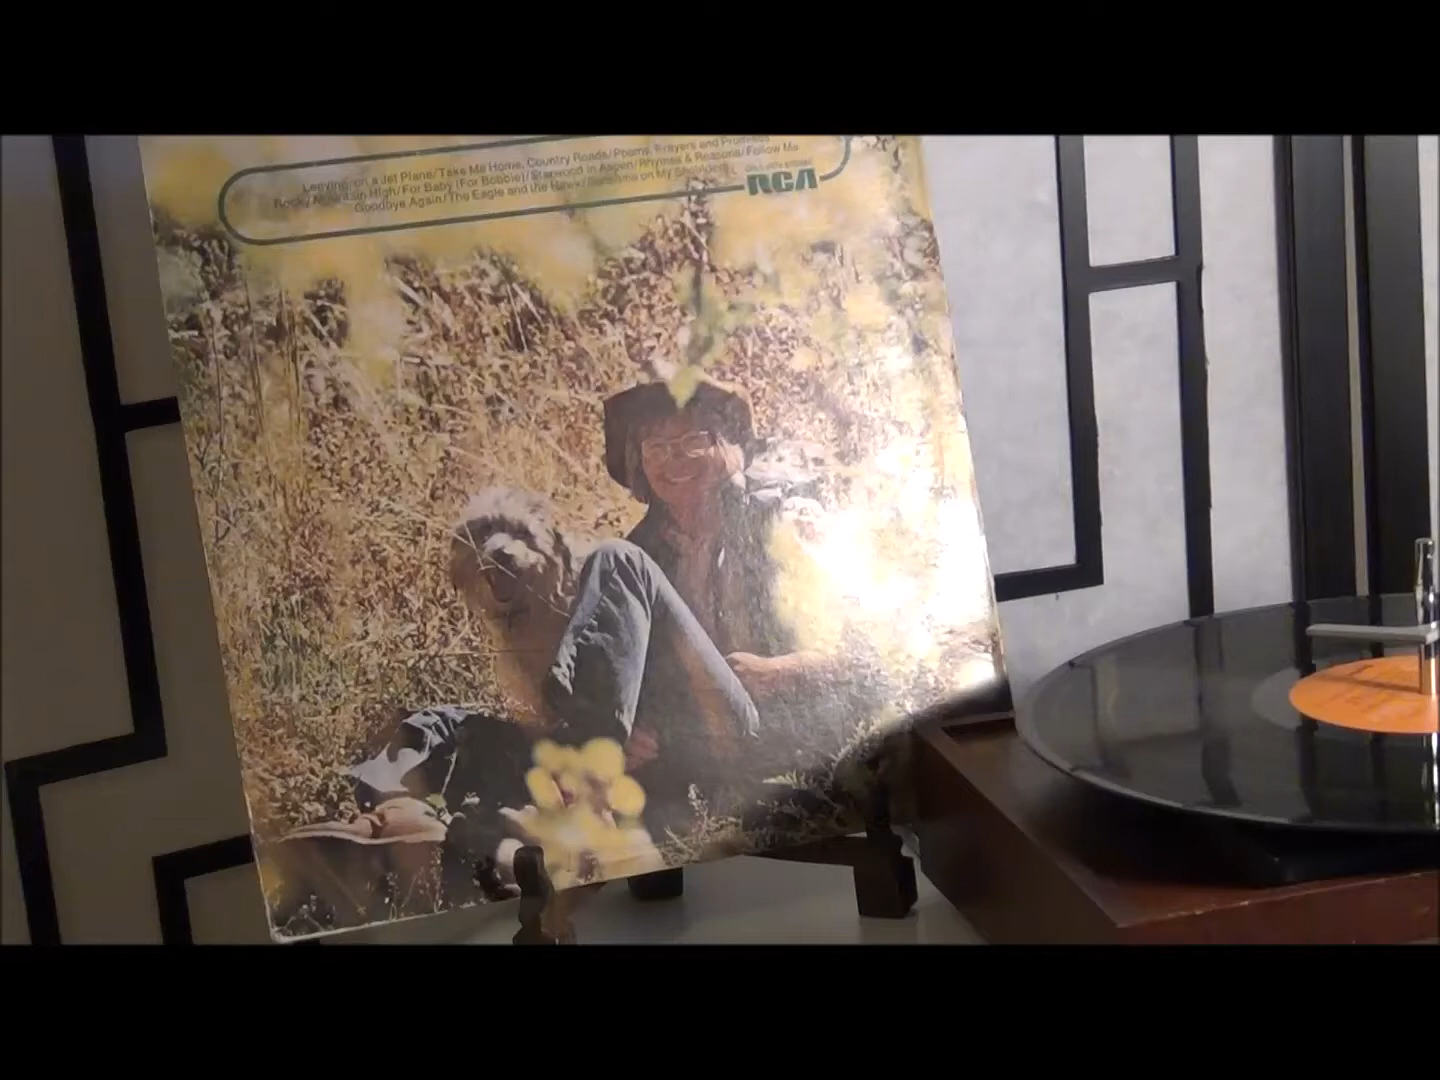 Leaving on a Jet Plane/Take Me Home, Country Roads/Poems, Prayers and Promises
Rocky Mountain High/For Baby (For Bobbie)/Starwood in Aspen/Rhymes & Reasons/Follow Me
Goodbye Again/The Eagle and the Hawk/Sunshine on My Shoulders
RCA